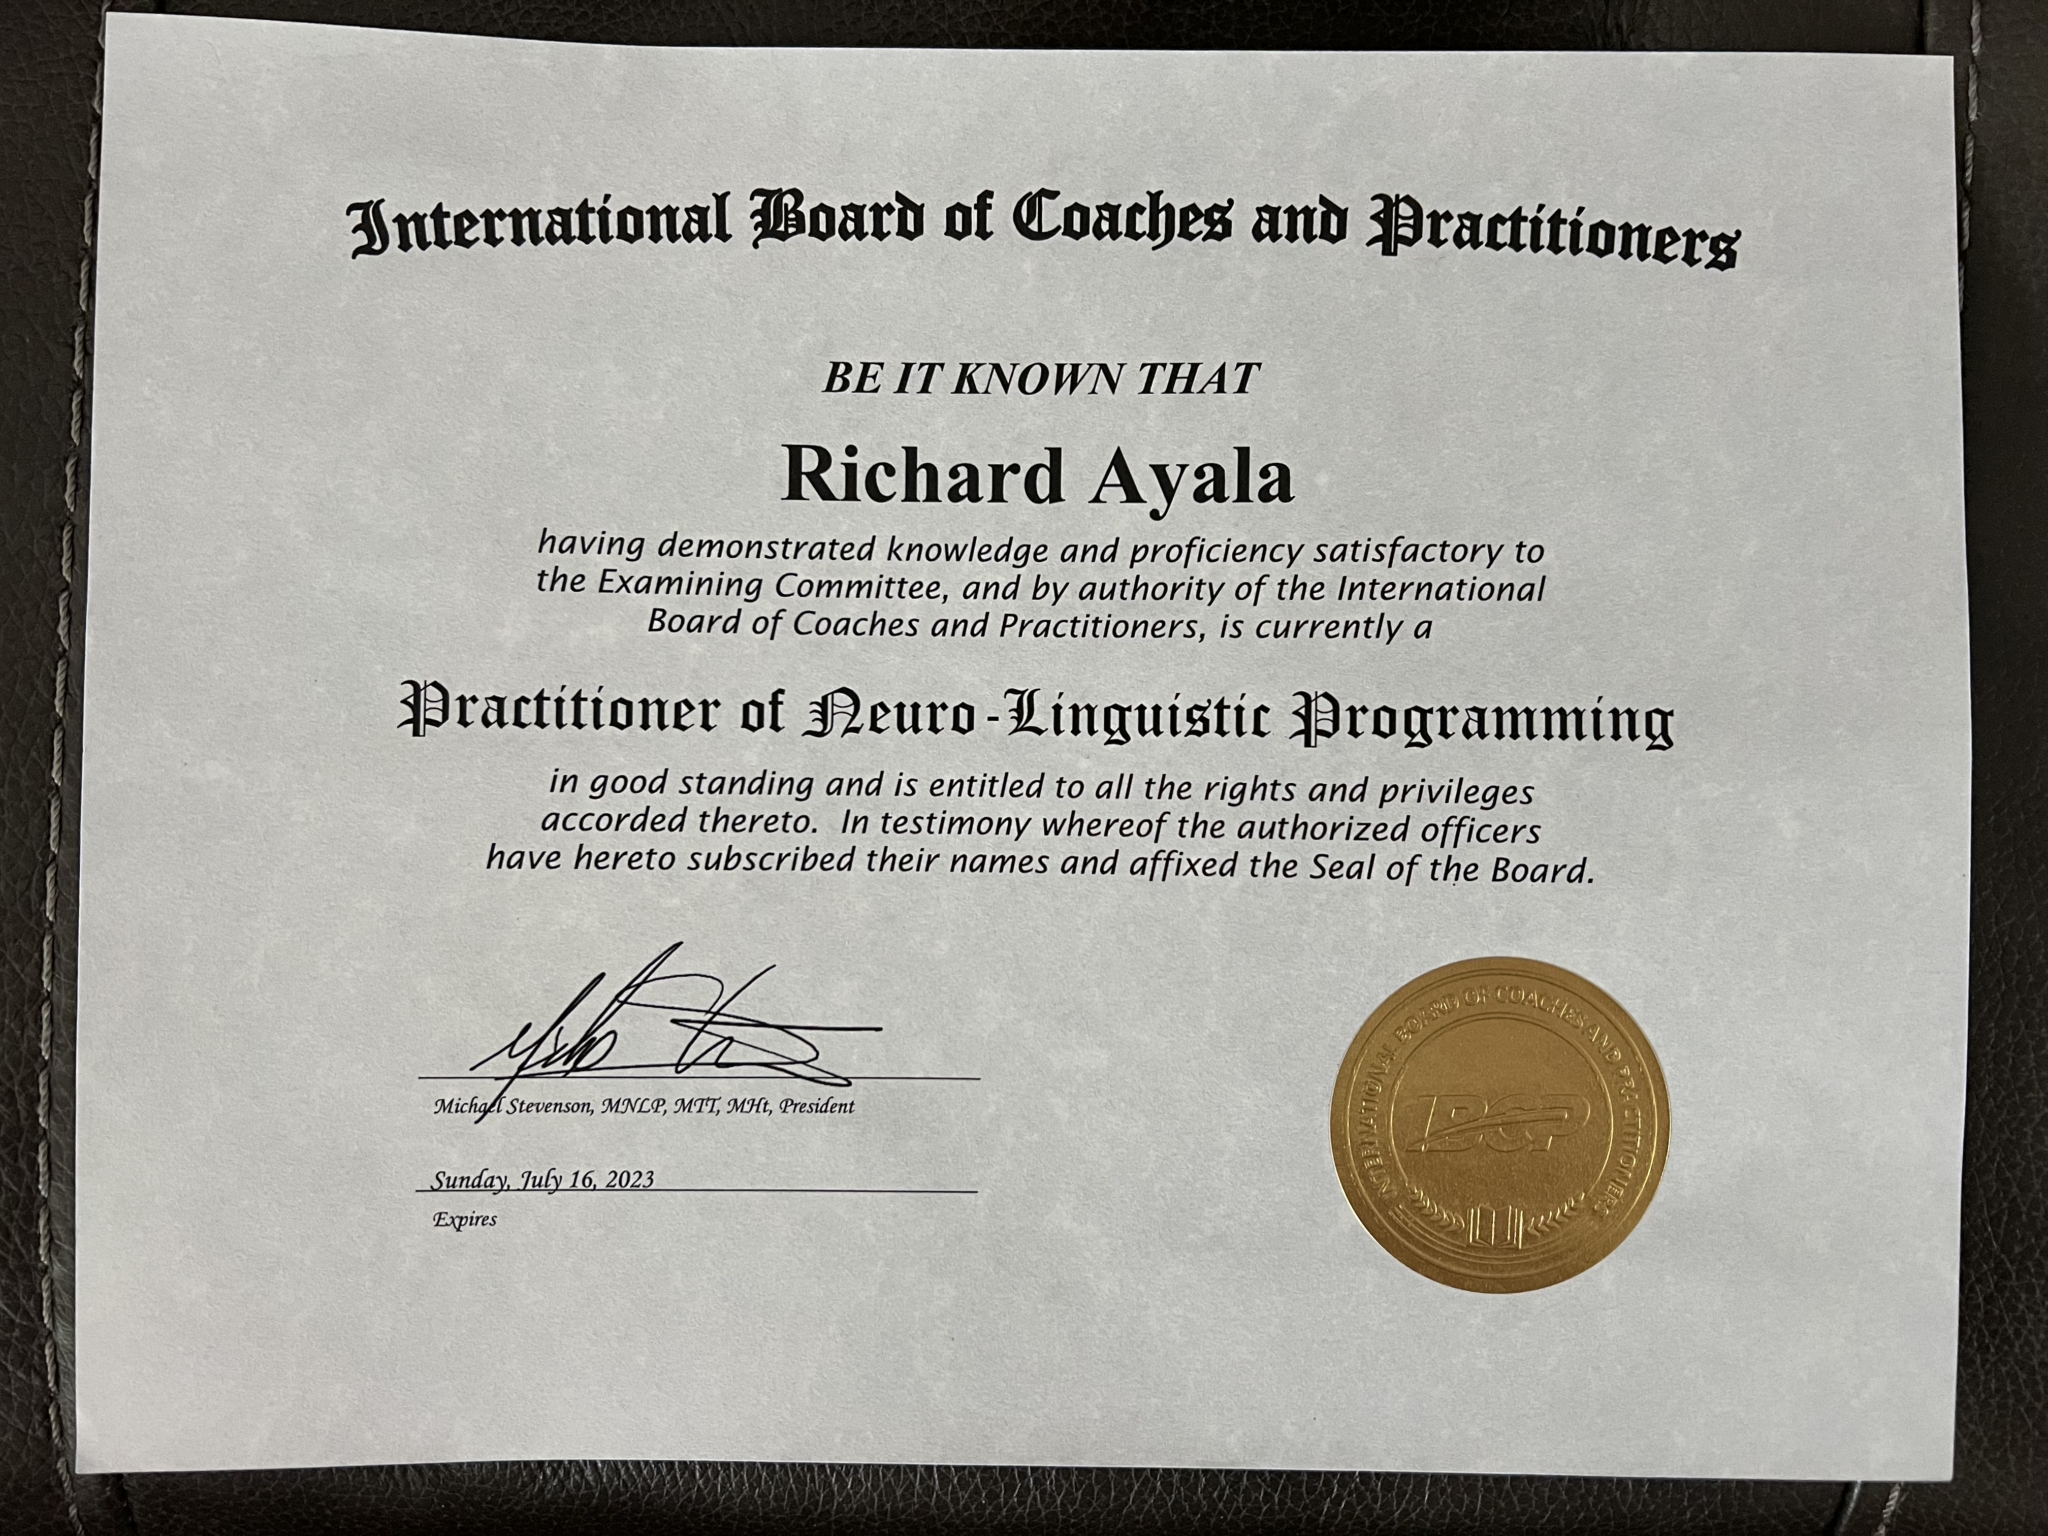 International Board of Coaches and Practitioners
BE IT KNOWN THAT
Richard Ayala
having demonstrated knowledge and proficiency satisfactory to
the Examining Committee, and by authority of the International
Board of Coaches and Practitioners, is currently a
Practitioner of Neuro-Linguistic Programming
in good standing and is entitled to all the rights and privileges
accorded thereto. In testimony whereof the authorized officers
have hereto subscribed their names and affixed the Seal of the Board.
Michael Stevenson, MNLP, MTT, MHt, President
Sunday, July 16, 2023
Expires
INTERNATIONAL BOARD OF COACHES AND PRACTITIONERS
IBCP